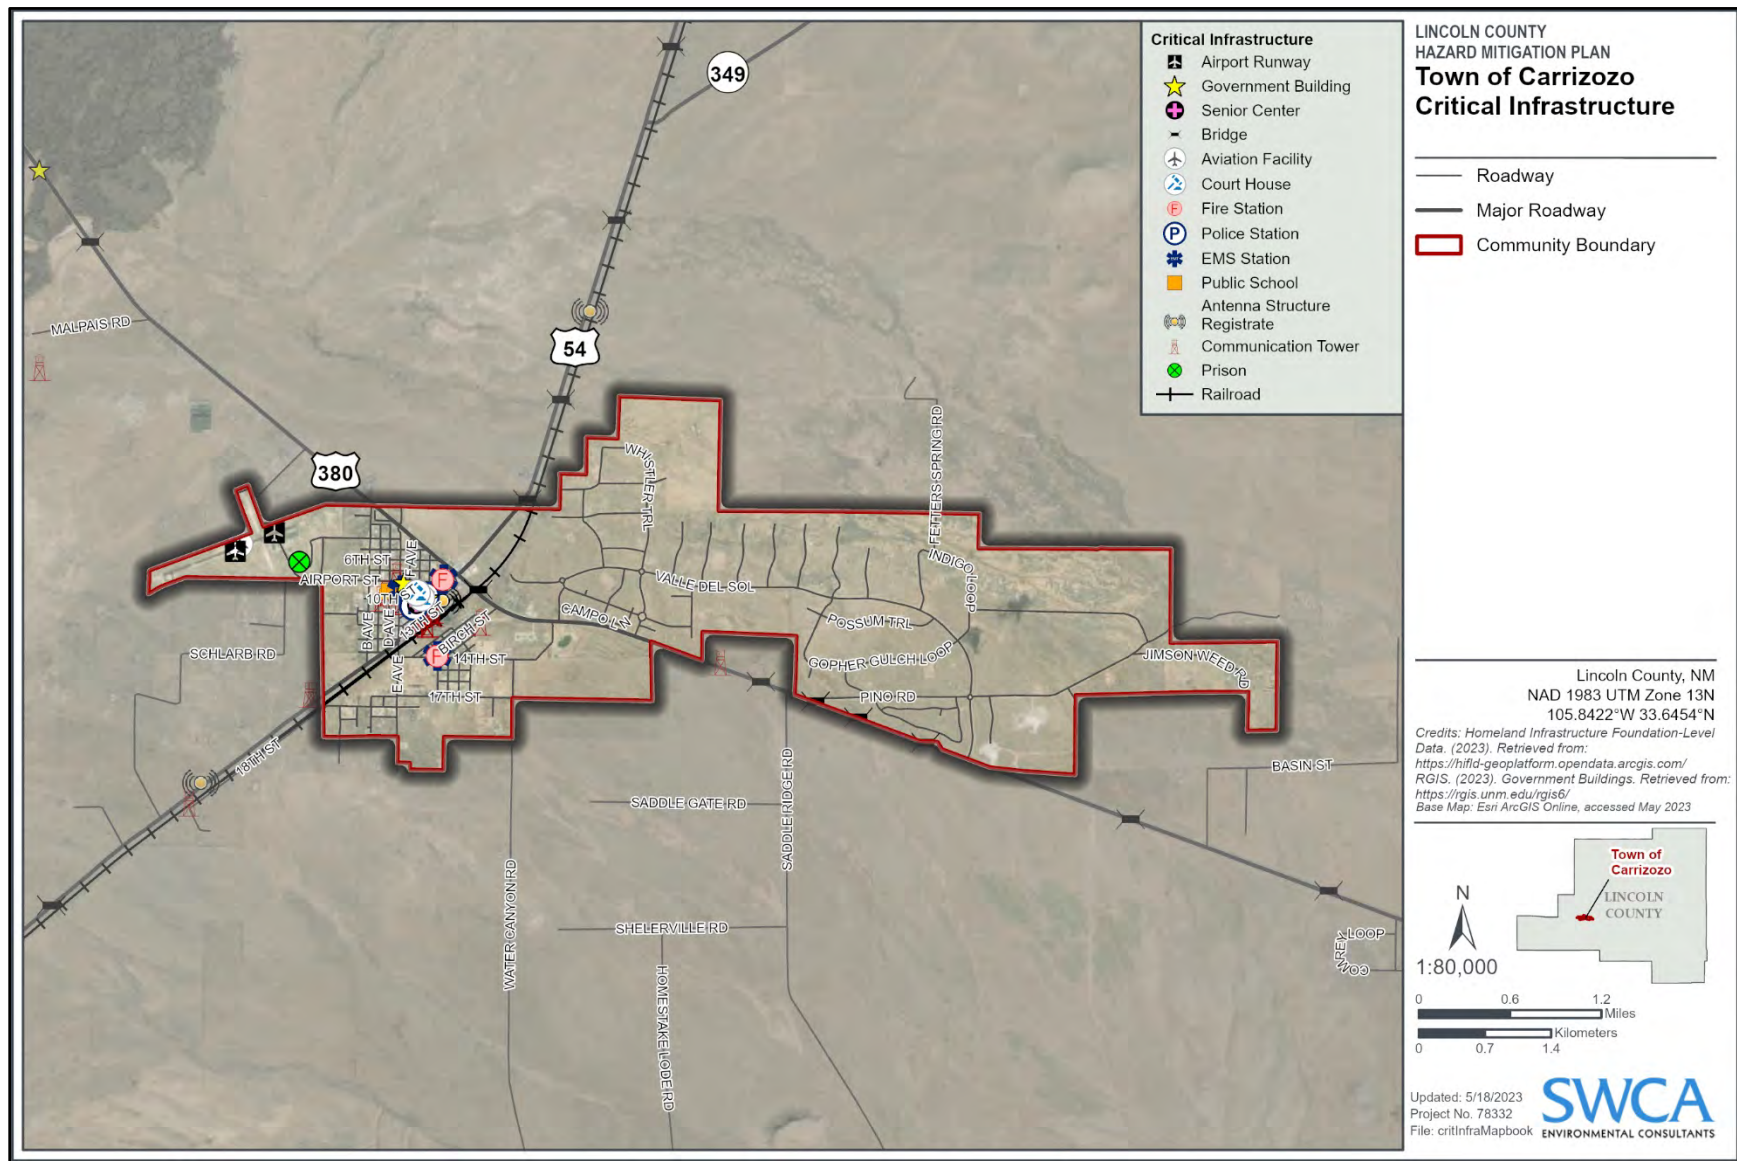 LINCOLN COUNTY
HAZARD MITIGATION PLAN
Town of Carrizozo
Critical Infrastructure
Roadway
Major Roadway
Community Boundary
Critical Infrastructure
Airport Runway
Government Building
Senior Center
Bridge
Aviation Facility
Court House
F
Fire Station
P
Police Station
EMS Station
Public School
Antenna Structure
Registrate
Communication Tower
Prison
Railroad
349
54
380
MALPAIS RD
WHISTLER TRL
FETTERS SPRING RD
INDIGO LOOP
6TH ST
F AVE
AIRPORT ST
10TH ST
13TH ST
B AVE
D AVE
E AVE
BIRCH ST
14TH ST
17TH ST
F
F
VALLE DEL SOL
CAMPO LN
POSSUM TRL
GOPHER GULCH LOOP
PINO RD
JIMSON WEED RD
SCHLARB RD
18TH ST
BASIN ST
SADDLE GATE RD
SADDLE RIDGE RD
WATER CANYON RD
SHELERVILLE RD
HOMESTAKE LODE RD
COW REY LOOP
Lincoln County, NM
NAD 1983 UTM Zone 13N
105.8422°W 33.6454°N
Credits: Homeland Infrastructure Foundation-Level
Data. (2023). Retrieved from:
https://hifld-geoplatform.opendata.arcgis.com/
RGIS. (2023). Government Buildings. Retrieved from:
https://rgis.unm.edu/rgis6/
Base Map: Esri ArcGIS Online, accessed May 2023
Town of
Carrizozo
LINCOLN
COUNTY
N
1:80,000
0 0.6 1.2
Miles
Kilometers
0 0.7 1.4
Updated: 5/18/2023
Project No. 78332
File: critInfraMapbook
SWCA
ENVIRONMENTAL CONSULTANTS